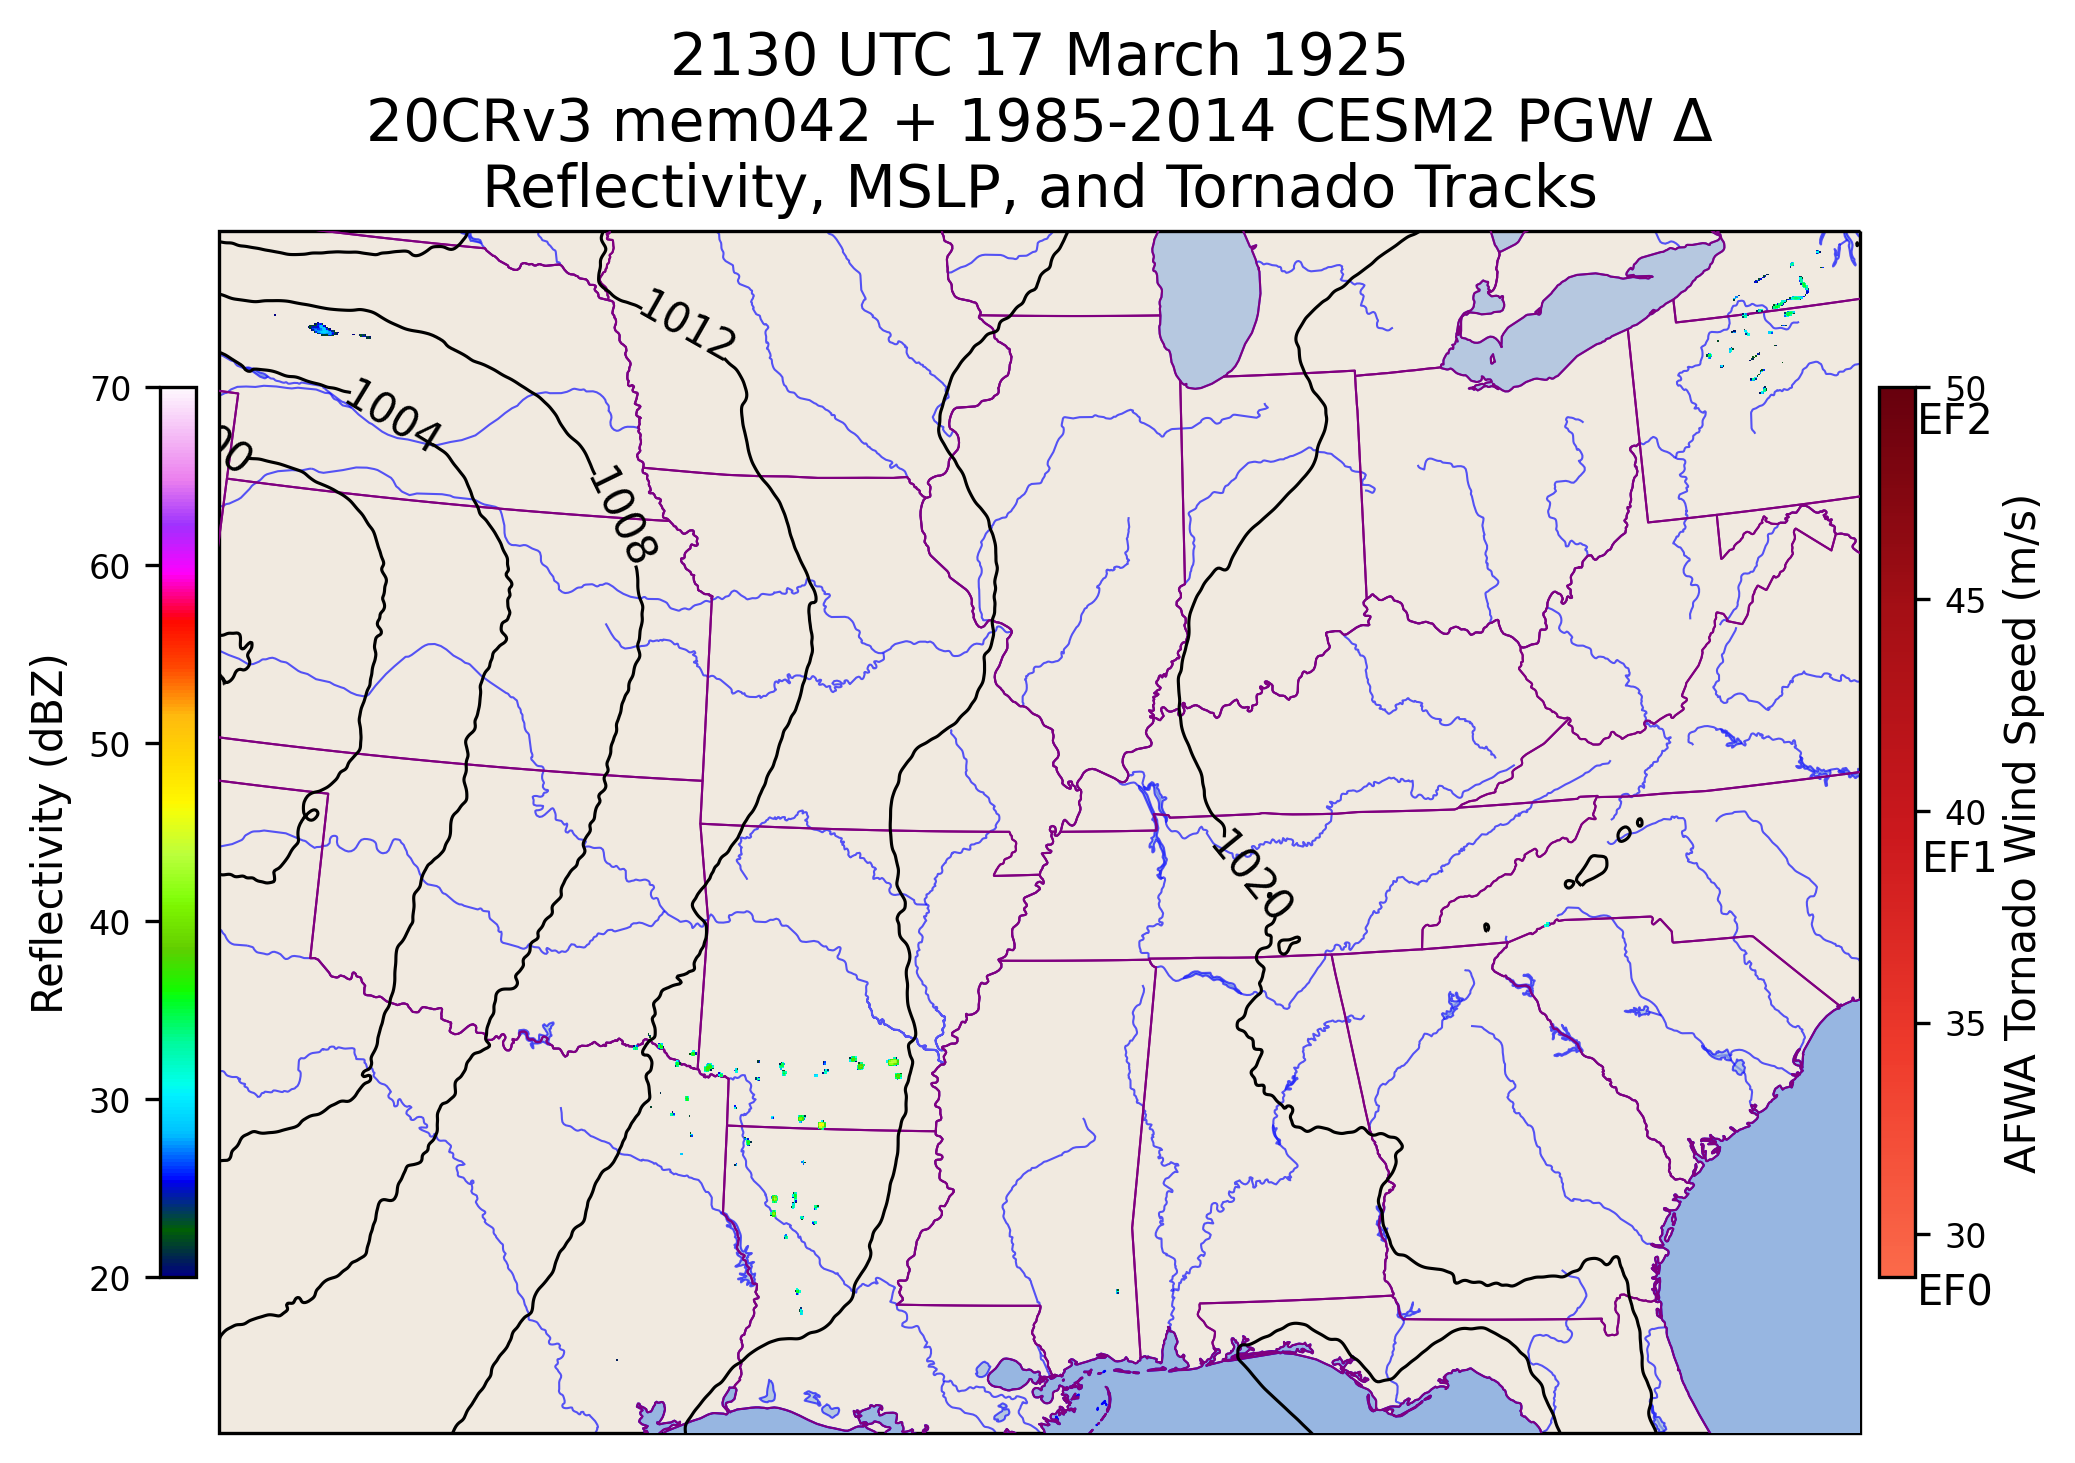 2130 UTC 17 March 1925
20CRv3 mem042 + 1985-2014 CESM2 PGW Δ
Reflectivity, MSLP, and Tornado Tracks
1012
1004
00
1008
1020
Reflectivity (dBZ)
70
60
50
40
30
20
50
EF2
45
40
EF1
35
30
EF0
AFWA Tornado Wind Speed (m/s)